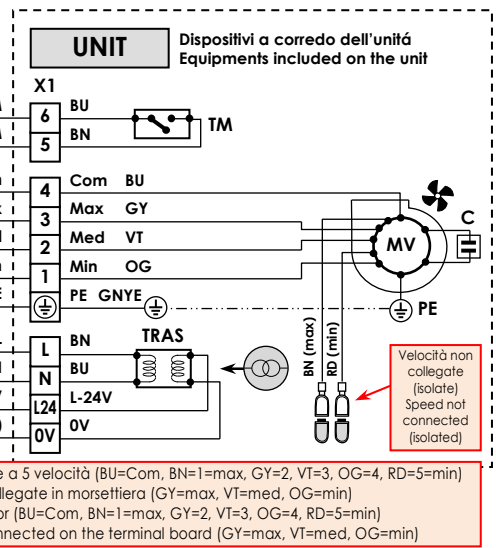 UNIT
Dispositivi a corredo dell'unitá
Equipments included on the unit
X1
6 BU
5 BN
TM
4 Com BU
3 Max GY
2 Med VT
1 Min OG
PE GNYE
PE
MV
C
BN (max)
RD (min)
L BN
N BU
L24 L-24V
0V 0V
TRAS
Velocità non
collegate
(isolate)
Speed not
connected
(isolated)
e a 5 velocità (BU=Com, BN=1=max, GY=2, VT=3, OG=4, RD=5=min)
llegate in morsettiera (GY=max, VT=med, OG=min)
or (BU=Com, BN=1=max, GY=2, VT=3, OG=4, RD=5=min)
nnected on the terminal board (GY=max, VT=med, OG=min)